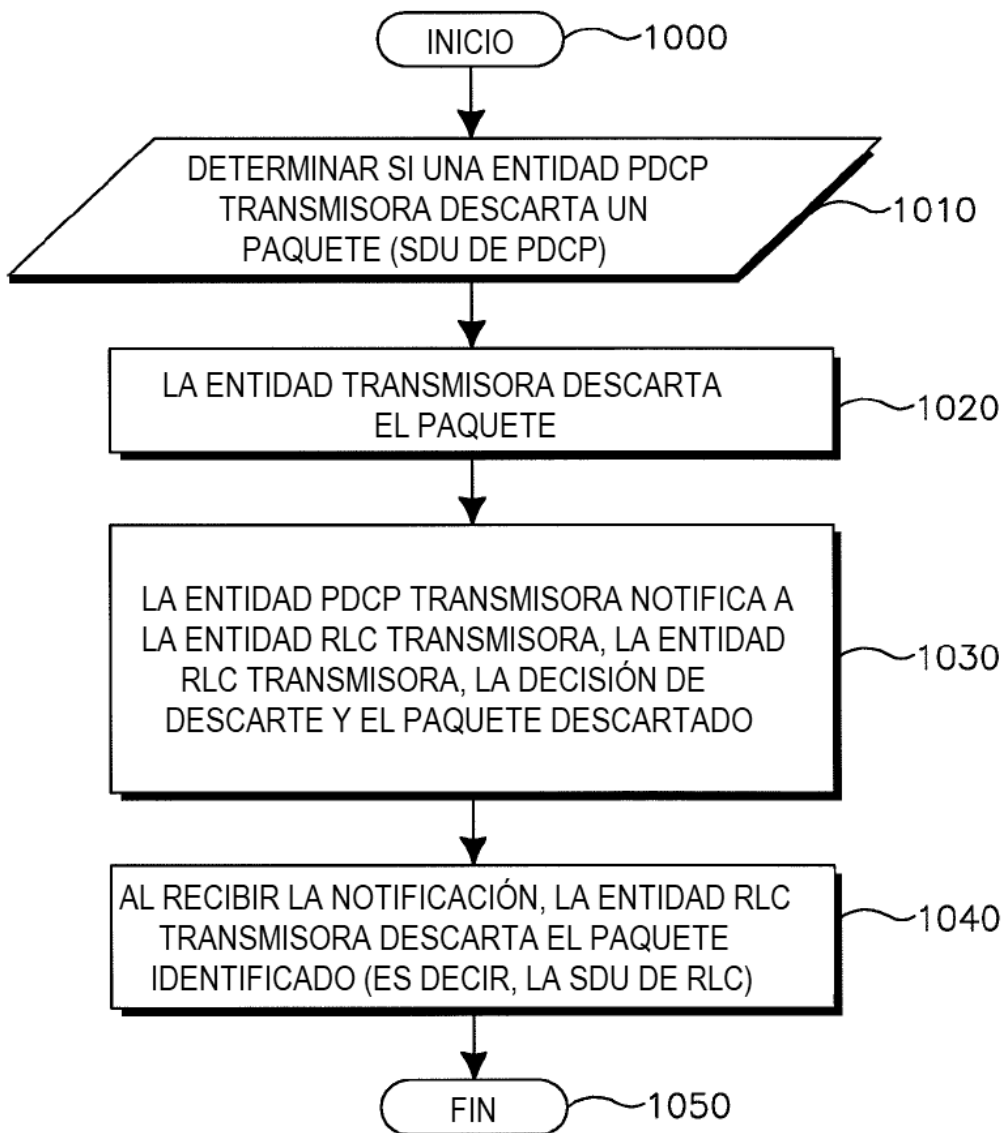 INICIO
1000
DETERMINAR SI UNA ENTIDAD PDCP
TRANSMISORA DESCARTA UN
PAQUETE (SDU DE PDCP)
1010
LA ENTIDAD TRANSMISORA DESCARTA
EL PAQUETE
1020
LA ENTIDAD PDCP TRANSMISORA NOTIFICA A
LA ENTIDAD RLC TRANSMISORA, LA ENTIDAD
RLC TRANSMISORA, LA DECISIÓN DE
DESCARTE Y EL PAQUETE DESCARTADO
1030
AL RECIBIR LA NOTIFICACIÓN, LA ENTIDAD RLC
TRANSMISORA DESCARTA EL PAQUETE
IDENTIFICADO (ES DECIR, LA SDU DE RLC)
1040
FIN
1050